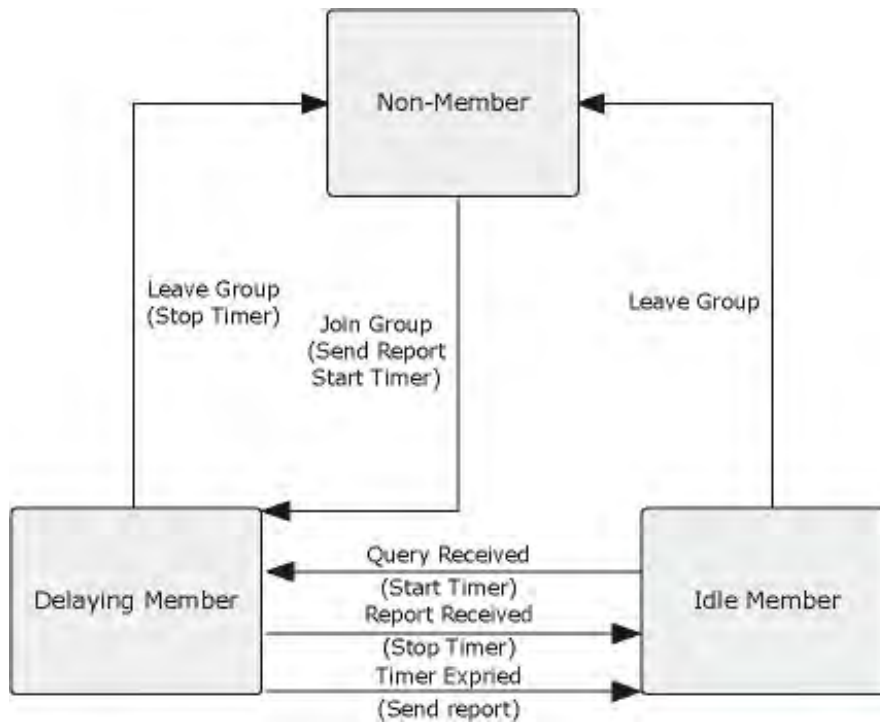 Non-Member
Leave Group
(Stop Timer)
Join Group
(Send Report
Start Timer)
Leave Group
Delaying Member
Query Received
(Start Timer)
Report Received
(Stop Timer)
Timer Expried
(Send report)
Idle Member